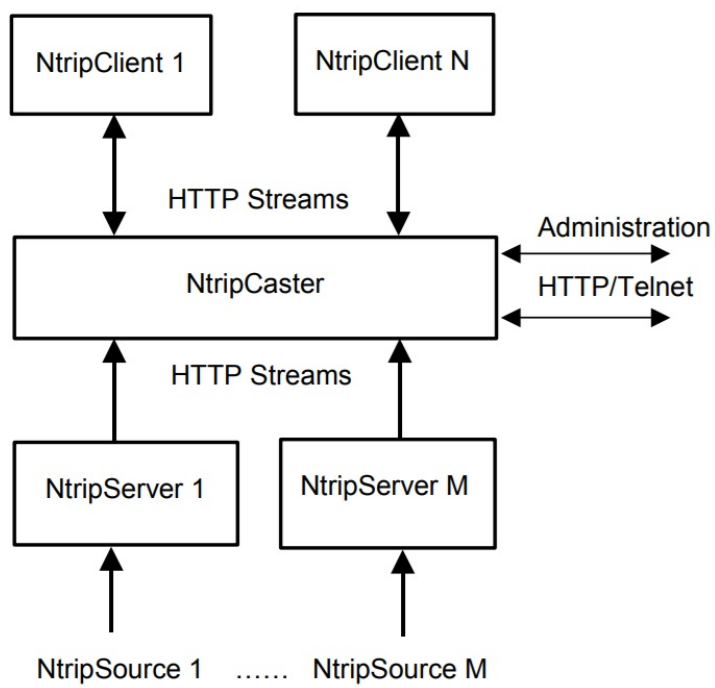 NtripClient 1
NtripClient N
HTTP Streams
Administration
NtripCaster
HTTP/Telnet
HTTP Streams
NtripServer 1
NtripServer M
NtripSource 1 ...... NtripSource M